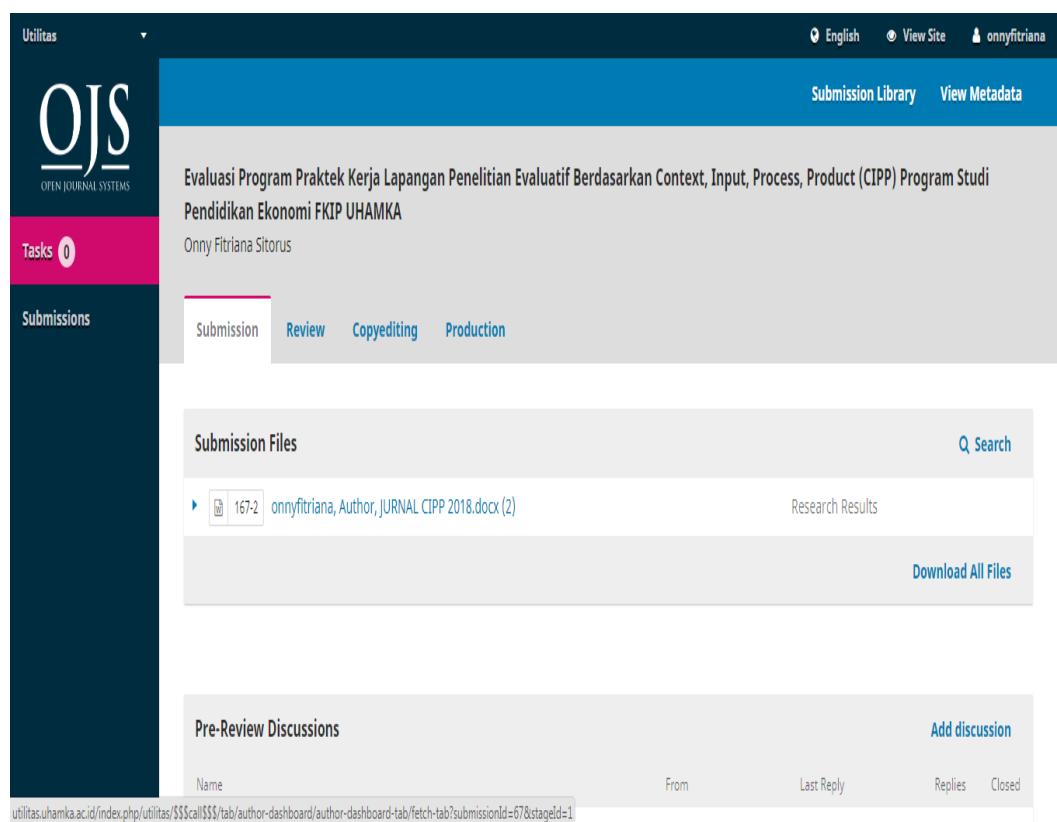 Utilitas
English View Site onnyfitriana
OJS
OPEN JOURNAL SYSTEMS
Submission Library View Metadata
Evaluasi Program Praktek Kerja Lapangan Penelitian Evaluatif Berdasarkan Context, Input, Process, Product (CIPP) Program Studi
Pendidikan Ekonomi FKIP UHAMKA
Onny Fitriana Sitorus
Tasks 0
Submissions
Submission Review Copyediting Production
Submission Files Search
W 167-2 onnyfitriana, Author, JURNAL CIPP 2018.docx (2) Research Results
Download All Files
Pre-Review Discussions Add discussion
Name From Last Reply Replies Closed
utilitas.uhamka.ac.id/index.php/utilitas/$$$call$$$/tab/author-dashboard/author-dashboard-tab/fetch-tab?submissionId=67&stageId=1